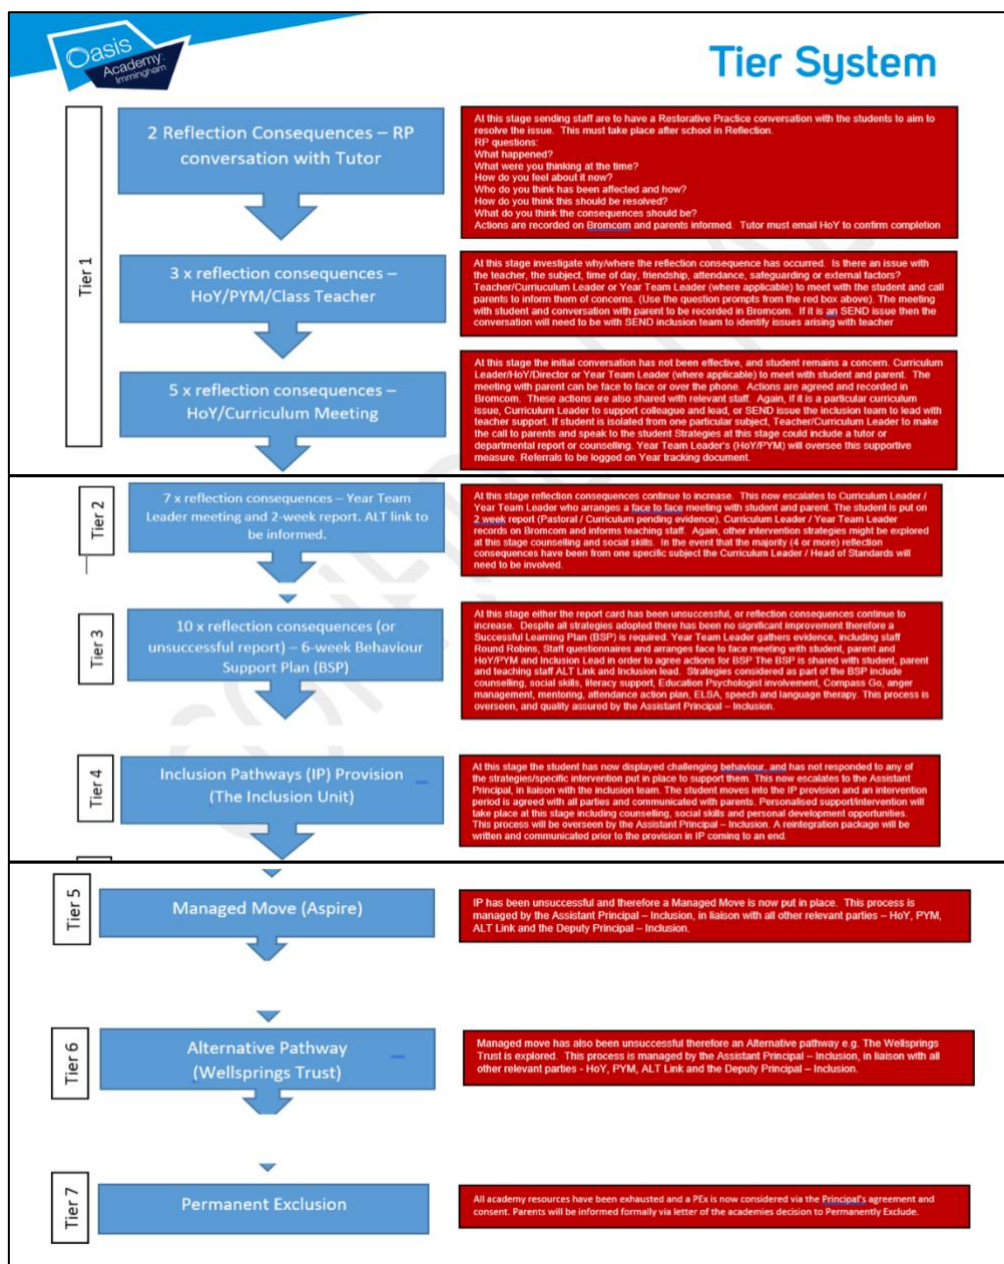 Oasis
Academy:
Immingham
Tier System
Tier 1
2 Reflection Consequences – RP
conversation with Tutor
At this stage sending staff are to have a Restorative Practice conversation with the students to aim to
resolve the issue. This must take place after school in Reflection.
RP questions:
What happened?
What were you thinking at the time?
How do you feel about it now?
Who do you think has been affected and how?
How do you think this should be resolved?
What do you think the consequences should be?
Actions are recorded on Bromcom and parents informed. Tutor must email HoY to confirm completion
3 x reflection consequences –
HoY/PYM/Class Teacher
At this stage investigate why/where the reflection consequence has occurred. Is there an issue with
the teacher, the subject, time of day, friendship, attendance, safeguarding or external factors?
Teacher/Curriuculum Leader or Year Team Leader (where applicable) to meet with the student and call
parents to inform them of concerns. (Use the question prompts from the red box above). The meeting
with student and conversation with parent to be recorded in Bromcom. If it is an SEND issue then the
conversation will need to be with SEND inclusion team to identify issues arising with teacher
5 x reflection consequences –
HoY/Curriculum Meeting
At this stage the initial conversation has not been effective, and student remains a concern. Curriculum
Leader/HoY/Director or Year Team Leader (where applicable) to meet with student and parent. The
meeting with parent can be face to face or over the phone. Actions are agreed and recorded in
Bromcom. These actions are also shared with relevant staff. Again, if it is a particular curriculum
issue, Curriculum Leader to support colleague and lead, or SEND issue the inclusion team to lead with
teacher support. If student is isolated from one particular subject, Teacher/Curriculum Leader to make
the call to parents and speak to the student Strategies at this stage could include a tutor or
departmental report or counselling. Year Team Leader's (HoY/PYM) will oversee this supportive
measure. Referrals to be logged on Year tracking document.
Tier 2
7 x reflection consequences – Year Team
Leader meeting and 2-week report. ALT link
to be informed.
At this stage reflection consequences continue to increase. This now escalates to Curriculum Leader /
Year Team Leader who arranges a face to face meeting with student and parent. The student is put on
2 week report (Pastoral / Curriculum pending evidence). Curriculum Leader / Year Team Leader
records on Bromcom and informs teaching staff. Again, other intervention strategies might be explored
at this stage counselling and social skills. In the event that the majority (4 or more) reflection
consequences have been from one specific subject the Curriculum Leader / Head of Standards will
need to be involved.
Tier 3
10 x reflection consequences (or
unsuccessful report) – 6-week Behaviour
Support Plan (BSP)
At this stage either the report card has been unsuccessful, or reflection consequences continue to
increase. Despite all strategies adopted there has been no significant improvement therefore a
Successful Learning Plan (BSP) is required. Year Team Leader gathers evidence, including staff
Round Robins, Staff questionnaires and arranges face to face meeting with student, parent and
HoY/PYM and Inclusion Lead in order to agree actions for BSP The BSP is shared with student, parent
and teaching staff ALT Link and Inclusion lead. Strategies considered as part of the BSP include
counselling, social skills, literacy support, Education Psychologist involvement, Compass Go, anger
management, mentoring, attendance action plan, ELSA, speech and language therapy. This process is
overseen, and quality assured by the Assistant Principal – Inclusion.
Tier 4
Inclusion Pathways (IP) Provision
(The Inclusion Unit)
At this stage the student has now displayed challenging behaviour, and has not responded to any of
the strategies/specific intervention put in place to support them. This now escalates to the Assistant
Principal, in liaison with the inclusion team. The student moves into the IP provision and an intervention
period is agreed with all parties and communicated with parents. Personalised support/intervention will
take place at this stage including counselling, social skills and personal development opportunities.
This process will be overseen by the Assistant Principal – Inclusion. A reintegration package will be
written and communicated prior to the provision in IP coming to an end.
Tier 5
Managed Move (Aspire)
IP has been unsuccessful and therefore a Managed Move is now put in place. This process is
managed by the Assistant Principal – Inclusion, in liaison with all other relevant parties – HoY, PYM,
ALT Link and the Deputy Principal – Inclusion.
Tier 6
Alternative Pathway
(Wellsprings Trust)
Managed move has also been unsuccessful therefore an Alternative pathway e.g. The Wellsprings
Trust is explored. This process is managed by the Assistant Principal – Inclusion, in liaison with all
other relevant parties - HoY, PYM, ALT Link and the Deputy Principal – Inclusion.
Tier 7
Permanent Exclusion
All academy resources have been exhausted and a PEx is now considered via the Principal's agreement and
consent. Parents will be informed formally via letter of the academies decision to Permanently Exclude.